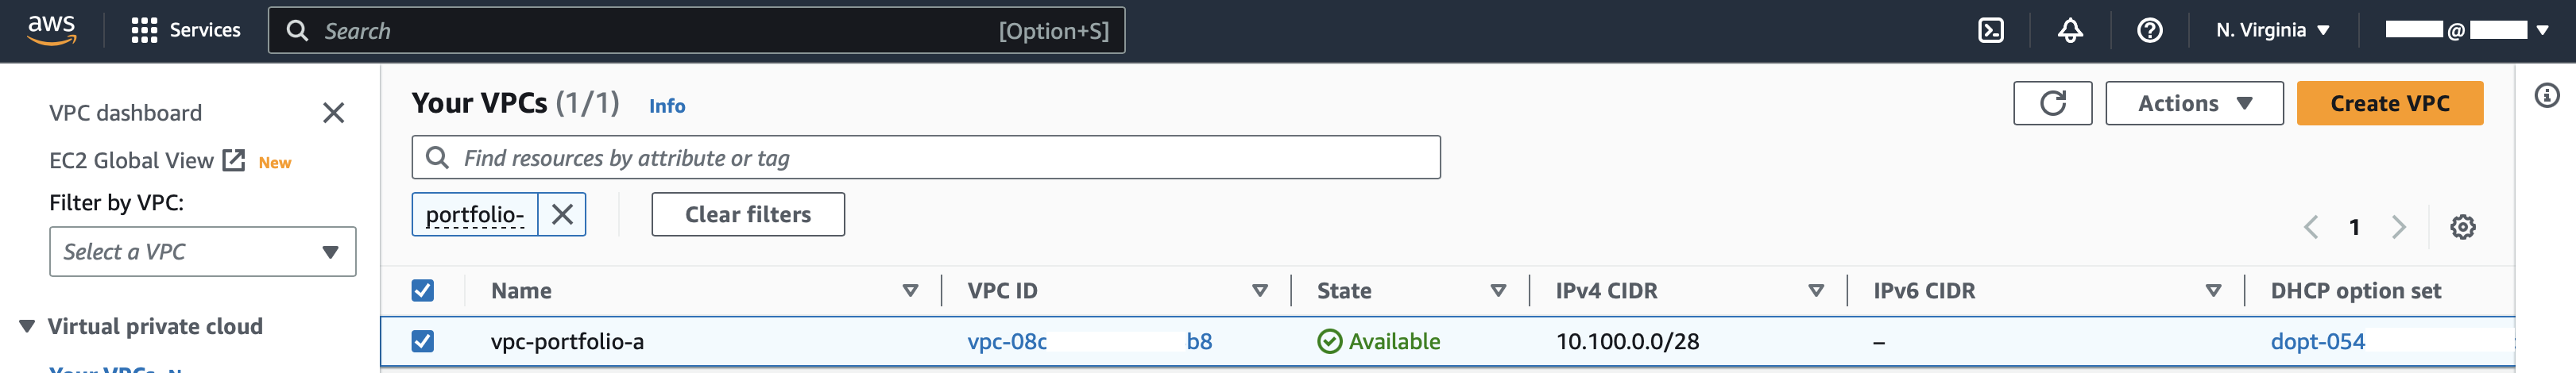 aws Services Search [Option+S] N. Virginia @
VPC dashboard
EC2 Global View New
Filter by VPC:
Select a VPC
Virtual private cloud
Your VPCs
Your VPCs (1/1) Info
Actions Create VPC
Find resources by attribute or tag
portfolio- Clear filters
1
Name VPC ID State IPv4 CIDR IPv6 CIDR DHCP option set
vpc-portfolio-a vpc-08c b8 Available 10.100.0.0/28 – dopt-054